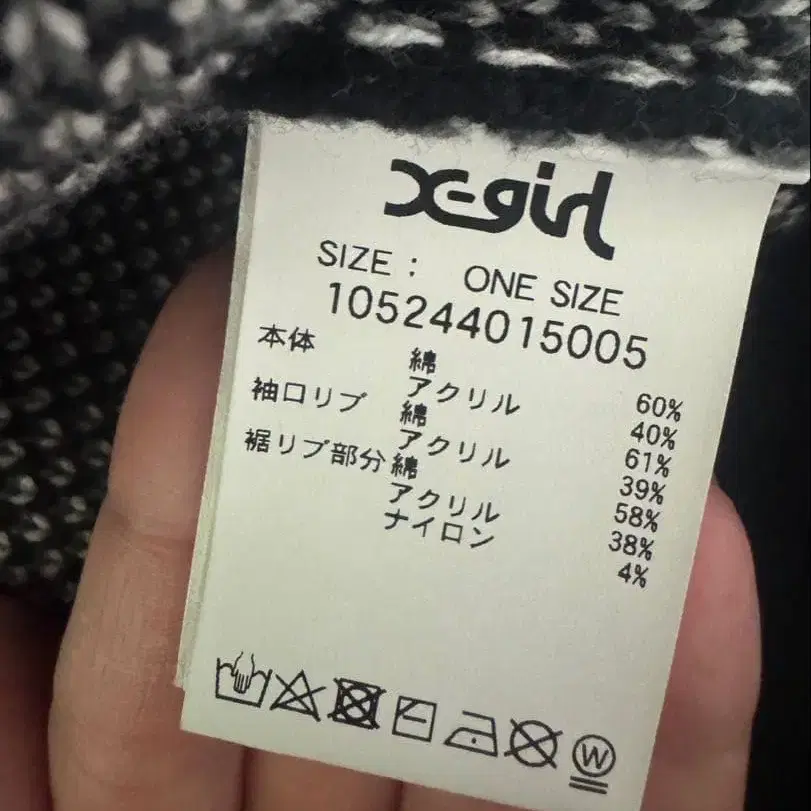 X-girl
SIZE： ONE SIZE
105244015005
本体 綿 60%
アクリル 40%
袖口リブ 綿 61%
アクリル 39%
裾リブ部分 綿 58%
アクリル 38%
ナイロン 4%
W